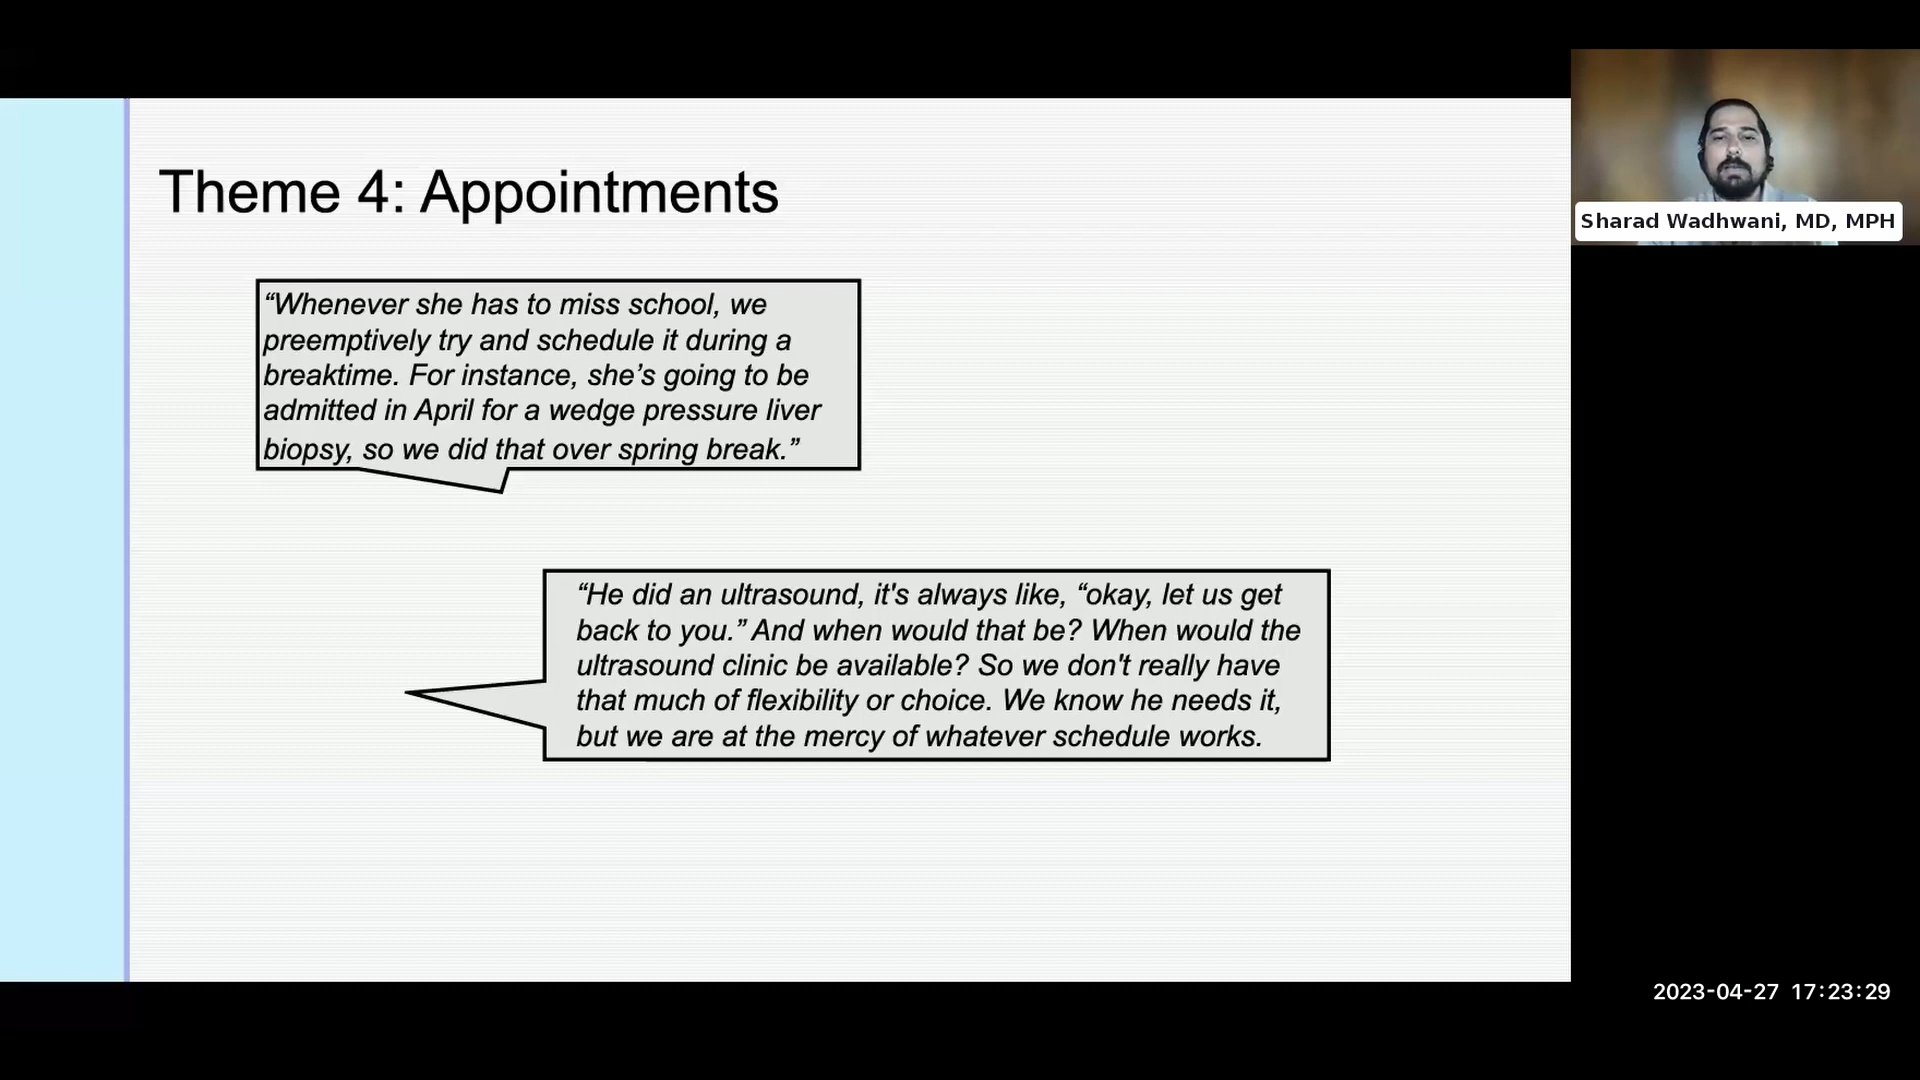 Theme 4: Appointments
“Whenever she has to miss school, we
preemptively try and schedule it during a
breaktime. For instance, she’s going to be
admitted in April for a wedge pressure liver
biopsy, so we did that over spring break.”
“He did an ultrasound, it's always like, “okay, let us get
back to you.” And when would that be? When would the
ultrasound clinic be available? So we don't really have
that much of flexibility or choice. We know he needs it,
but we are at the mercy of whatever schedule works.
Sharad Wadhwani, MD, MPH
2023-04-27 17:23:29